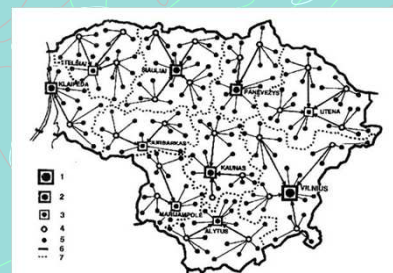 TELŠIAI
ŠIAULIAI
KLAIPĖDA
PANEVĖŽYS
UTENA
JURBARKAS
KAUNAS
VILNIUS
MARIJAMPOLĖ
ALYTUS
1
2
3
4
5
6
7